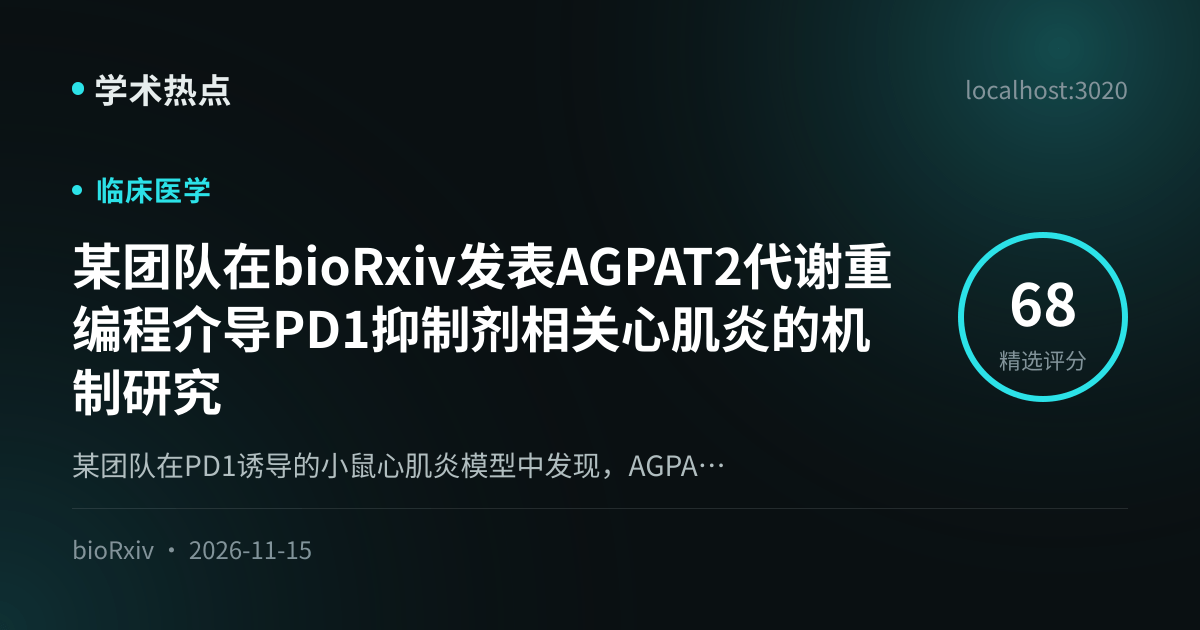 学术热点
localhost:3020
临床医学
某团队在bioRxiv发表AGPAT2代谢重
编程介导PD1抑制剂相关心肌炎的机
制研究
68
精选评分
某团队在PD1诱导的小鼠心肌炎模型中发现，AGPA…
bioRxiv · 2026-11-15